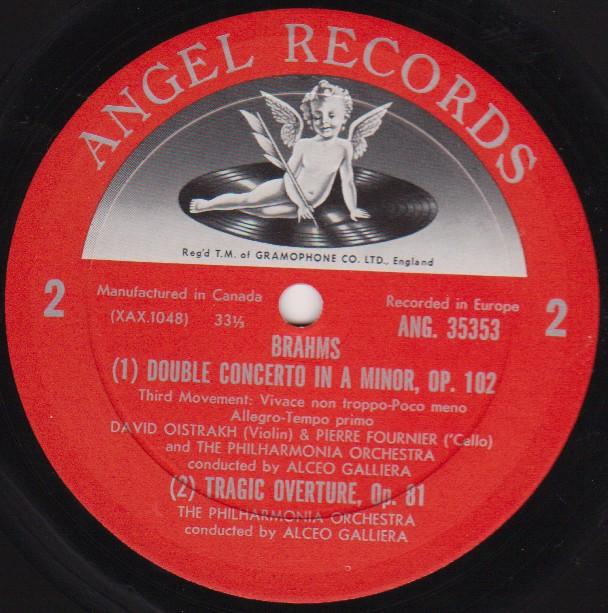 ANGEL RECORDS
Reg'd T.M. of GRAMOPHONE CO. LTD., England
2
2
Manufactured in Canada
Recorded in Europe
(XAX.1048) 33⅓
ANG. 35353
BRAHMS
(1) DOUBLE CONCERTO IN A MINOR, OP. 102
Third Movement: Vivace non troppo-Poco meno
Allegro-Tempo primo
DAVID OISTRAKH (Violin) & PIERRE FOURNIER ('Cello)
and THE PHILHARMONIA ORCHESTRA
conducted by ALCEO GALLIERA
(2) TRAGIC OVERTURE, Op. 81
THE PHILHARMONIA ORCHESTRA
conducted by ALCEO GALLIERA